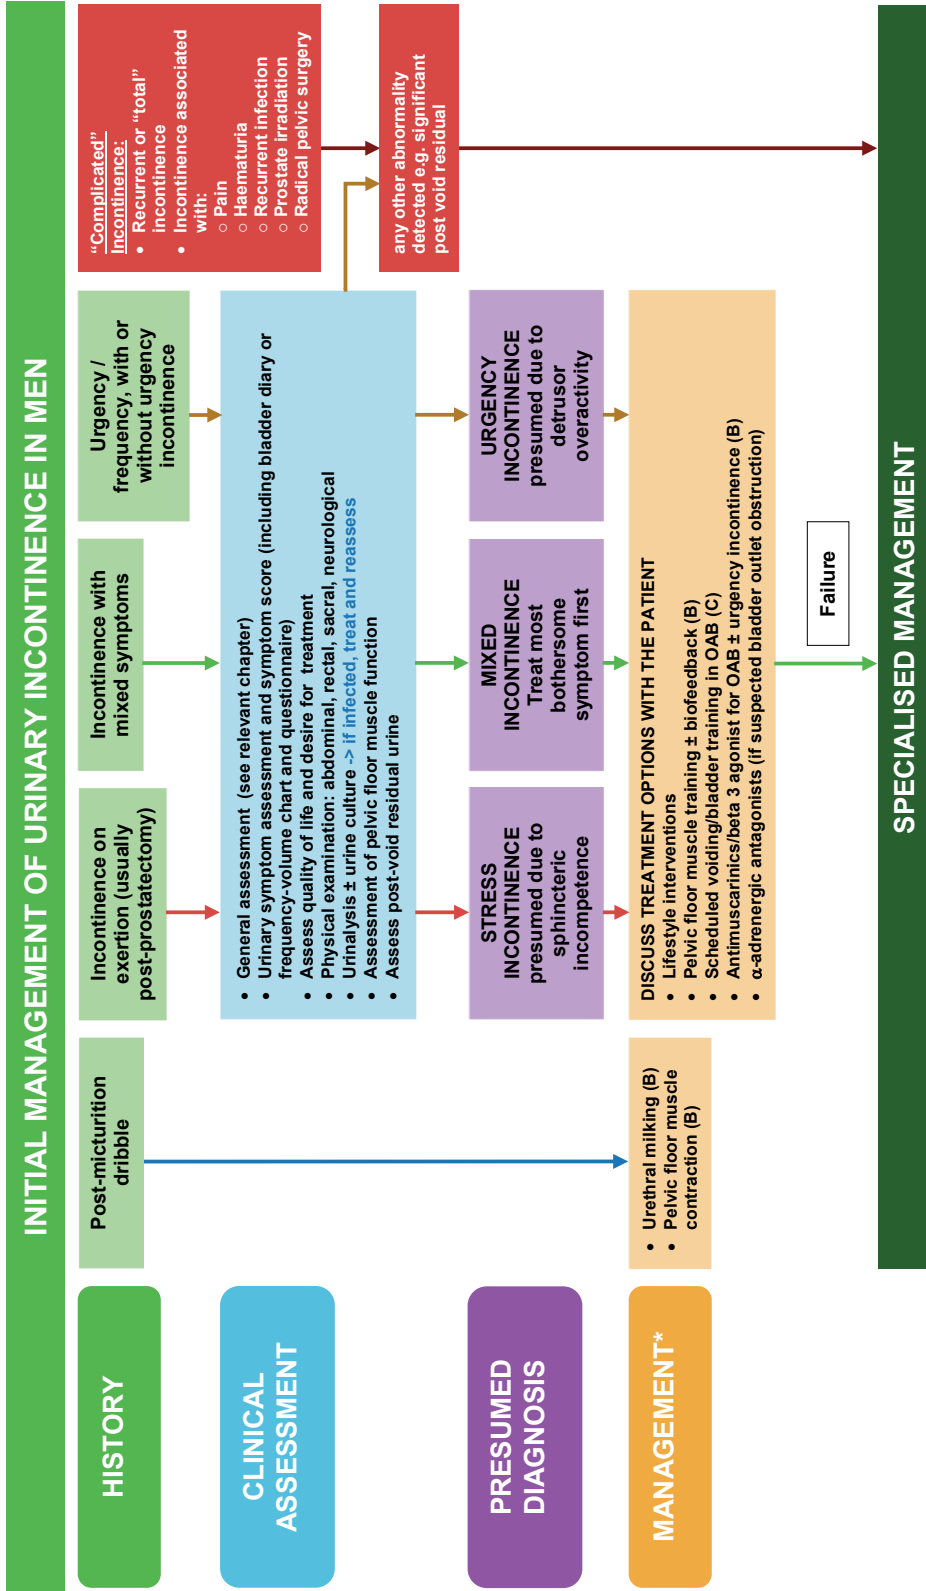 INITIAL MANAGEMENT OF URINARY INCONTINENCE IN MEN
HISTORY
Post-micturition
dribble
Incontinence on
exertion (usually
post-prostatectomy)
Incontinence with
mixed symptoms
Urgency /
frequency, with or
without urgency
incontinence
“Complicated”
Incontinence:
• Recurrent or “total”
incontinence
• Incontinence associated
with:
○ Pain
○ Haematuria
○ Recurrent infection
○ Prostate irradiation
○ Radical pelvic surgery
CLINICAL
ASSESSMENT
• General assessment (see relevant chapter)
• Urinary symptom assessment and symptom score (including bladder diary or
frequency-volume chart and questionnaire)
• Assess quality of life and desire for treatment
• Physical examination: abdominal, rectal, sacral, neurological
• Urinalysis ± urine culture -> if infected, treat and reassess
• Assessment of pelvic floor muscle function
• Assess post-void residual urine
any other abnormality
detected e.g. significant
post void residual
PRESUMED
DIAGNOSIS
STRESS
INCONTINENCE
presumed due to
sphincteric
incompetence
MIXED
INCONTINENCE
Treat most
bothersome
symptom first
URGENCY
INCONTINENCE
presumed due to
detrusor
overactivity
MANAGEMENT*
• Urethral milking (B)
• Pelvic floor muscle
contraction (B)
DISCUSS TREATMENT OPTIONS WITH THE PATIENT
• Lifestyle interventions
• Pelvic floor muscle training ± biofeedback (B)
• Scheduled voiding/bladder training in OAB (C)
• Antimuscarinics/beta 3 agonist for OAB ± urgency incontinence (B)
• α-adrenergic antagonists (if suspected bladder outlet obstruction)
Failure
SPECIALISED MANAGEMENT